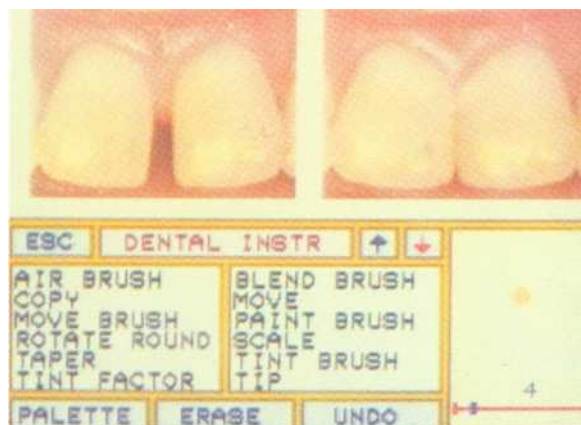 ESC DENTAL INSTR
AIR BRUSH
COPY
MOVE BRUSH
ROTATE ROUND
TAPER
TINT FACTOR
BLEND BRUSH
MOVE
PAINT BRUSH
SCALE
TINT BRUSH
TIP
4
PALETTE ERASE UNDO